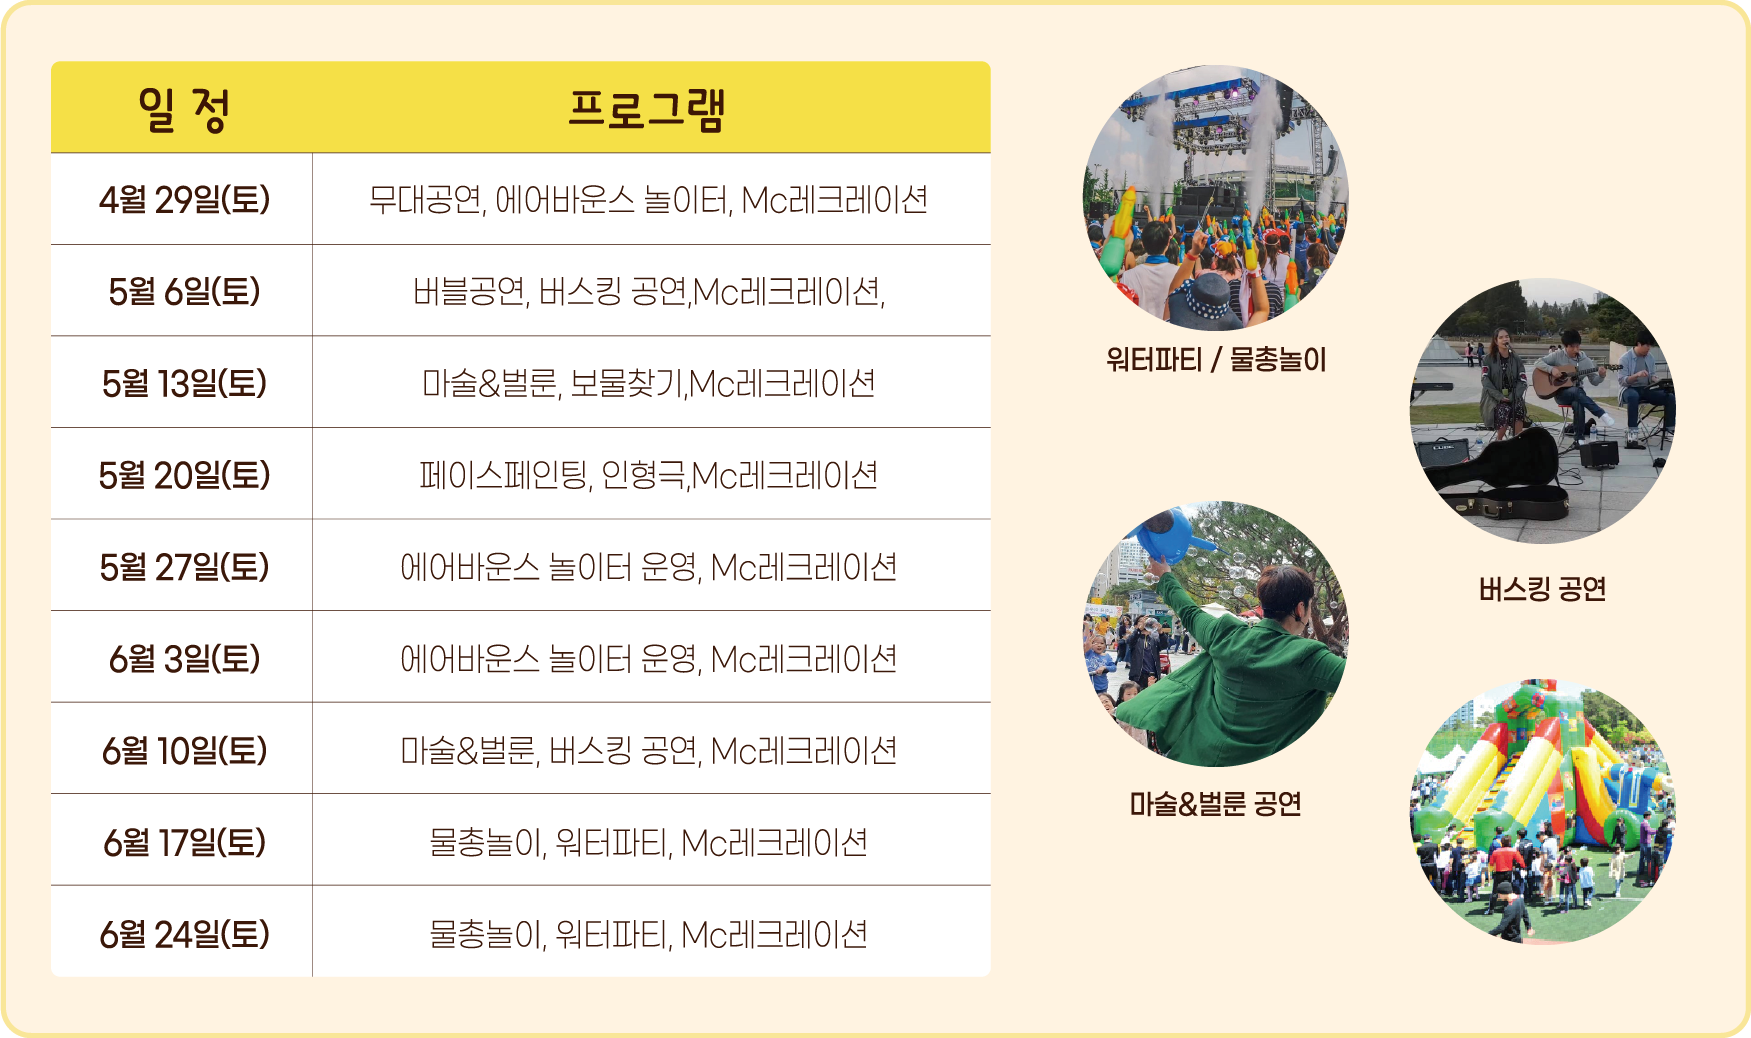 일 정 프로그램
4월 29일(토) 무대공연, 에어바운스 놀이터, Mc레크레이션
5월 6일(토) 버블공연, 버스킹 공연,Mc레크레이션,
5월 13일(토) 마술&벌룬, 보물찾기,Mc레크레이션
5월 20일(토) 페이스페인팅, 인형극,Mc레크레이션
5월 27일(토) 에어바운스 놀이터 운영, Mc레크레이션
6월 3일(토) 에어바운스 놀이터 운영, Mc레크레이션
6월 10일(토) 마술&벌룬, 버스킹 공연, Mc레크레이션
6월 17일(토) 물총놀이, 워터파티, Mc레크레이션
6월 24일(토) 물총놀이, 워터파티, Mc레크레이션
워터파티 / 물총놀이
버스킹 공연
마술&벌룬 공연